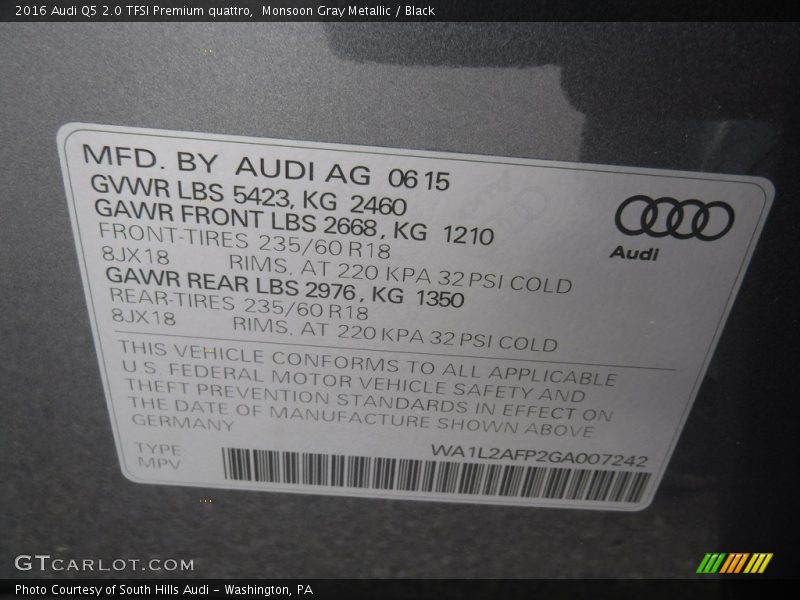 2016 Audi Q5 2.0 TFSI Premium quattro,  Monsoon Gray Metallic / Black
MFD. BY AUDI AG 06 15
GVWR LBS 5423, KG 2460
GAWR FRONT LBS 2668, KG 1210
FRONT-TIRES 235/60 R18
8JX18 RIMS, AT 220 KPA 32 PSI COLD
GAWR REAR LBS 2976, KG 1350
REAR-TIRES 235/60 R18
8JX18 RIMS, AT 220 KPA 32 PSI COLD
Audi
THIS VEHICLE CONFORMS TO ALL APPLICABLE
U.S. FEDERAL MOTOR VEHICLE SAFETY AND
THEFT PREVENTION STANDARDS IN EFFECT ON
THE DATE OF MANUFACTURE SHOWN ABOVE
GERMANY
TYPE WA1L2AFP2GA007242
MPV
GTCARLOT.COM
Photo Courtesy of South Hills Audi - Washington, PA